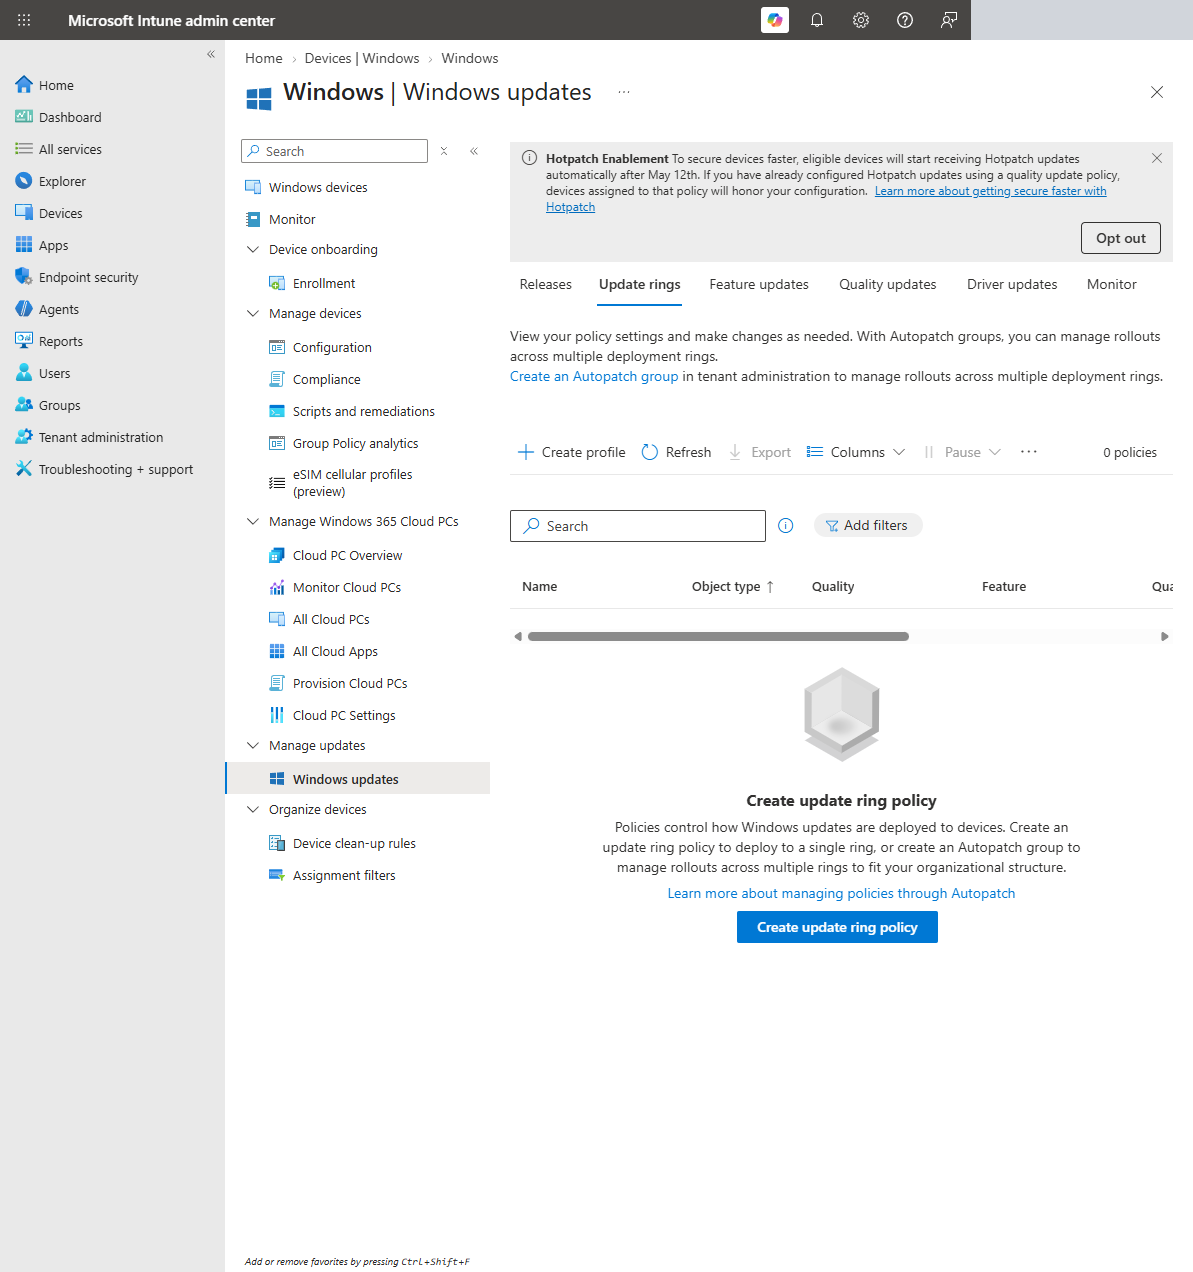 Microsoft Intune admin center
Home
Dashboard
All services
Explorer
Devices
Apps
Endpoint security
Agents
Reports
Users
Groups
Tenant administration
Troubleshooting + support
Home > Devices | Windows > Windows
Windows | Windows updates ...
Search
Windows devices
Monitor
Device onboarding
Enrollment
Manage devices
Configuration
Compliance
Scripts and remediations
Group Policy analytics
eSIM cellular profiles
(preview)
Manage Windows 365 Cloud PCs
Cloud PC Overview
Monitor Cloud PCs
All Cloud PCs
All Cloud Apps
Provision Cloud PCs
Cloud PC Settings
Manage updates
Windows updates
Organize devices
Device clean-up rules
Assignment filters
Add or remove favorites by pressing Ctrl+Shift+F
Hotpatch Enablement To secure devices faster, eligible devices will start receiving Hotpatch updates
automatically after May 12th. If you have already configured Hotpatch updates using a quality update policy,
devices assigned to that policy will honor your configuration. Learn more about getting secure faster with
Hotpatch
Opt out
Releases Update rings Feature updates Quality updates Driver updates Monitor
View your policy settings and make changes as needed. With Autopatch groups, you can manage rollouts
across multiple deployment rings.
Create an Autopatch group in tenant administration to manage rollouts across multiple deployment rings.
Create profile Refresh Export Columns Pause ... 0 policies
Search Add filters
Name Object type ↑ Quality Feature Qua
Create update ring policy
Policies control how Windows updates are deployed to devices. Create an
update ring policy to deploy to a single ring, or create an Autopatch group to
manage rollouts across multiple rings to fit your organizational structure.
Learn more about managing policies through Autopatch
Create update ring policy